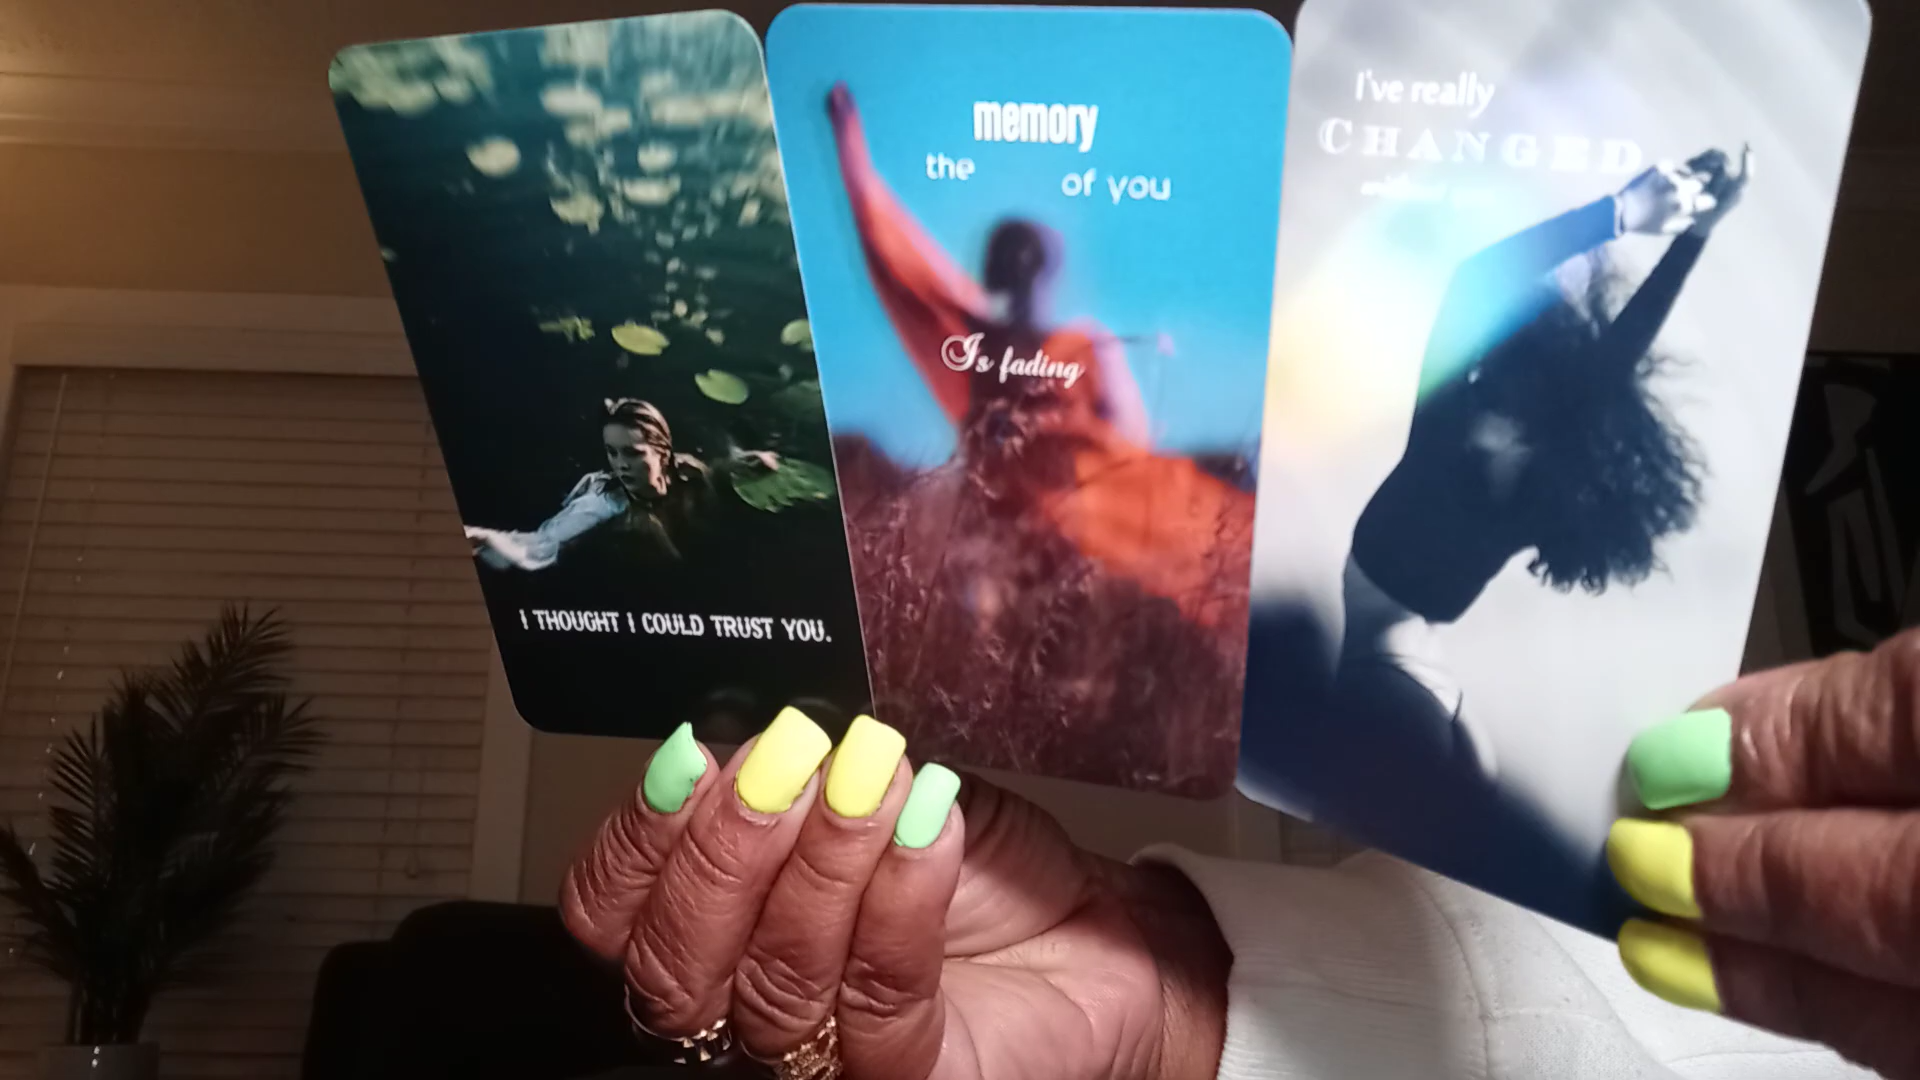 I THOUGHT I COULD TRUST YOU.
memory
the of you
Is fading
I've really
CHANGED